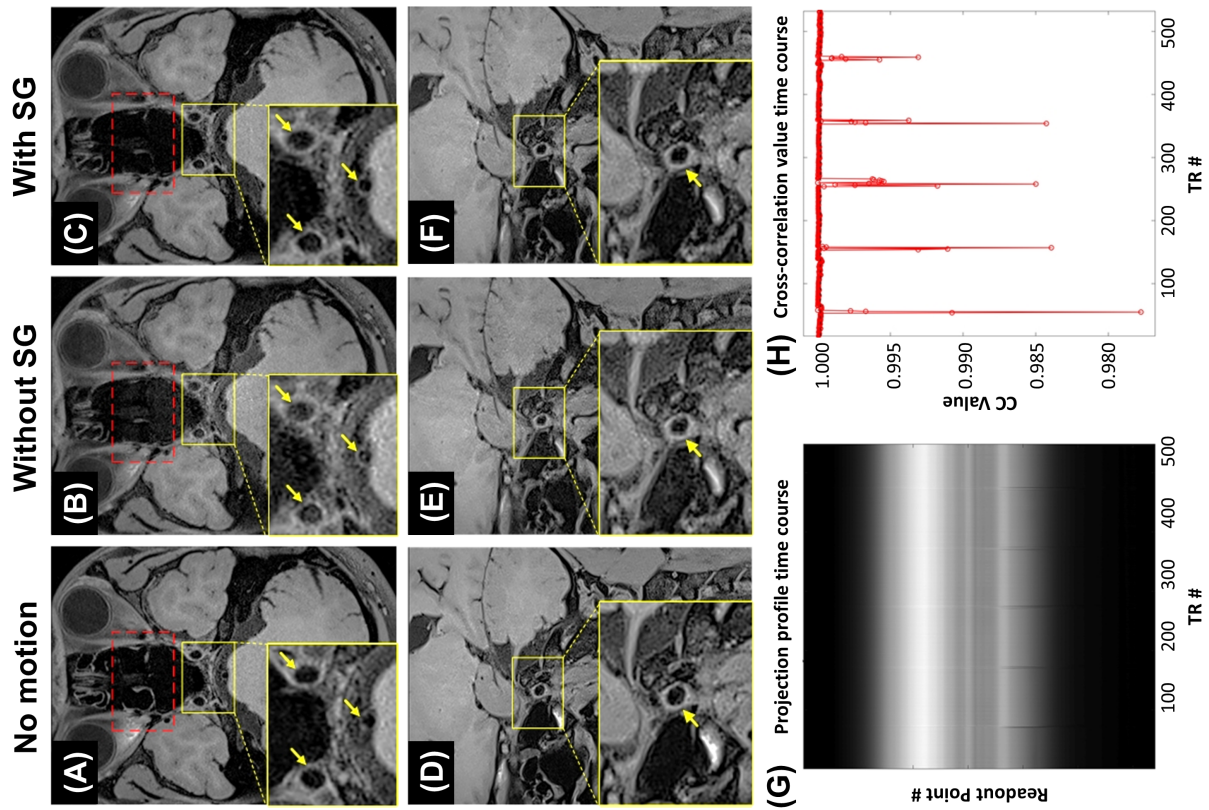 No motion
Without SG
With SG
(A)
(B)
(C)
(D)
(E)
(F)
(G)
Projection profile time course
Readout Point #
100
200
300
400
500
TR #
(H)
Cross-correlation value time course
CC Value
1.000
0.995
0.990
0.985
0.980
100
200
300
400
500
TR #